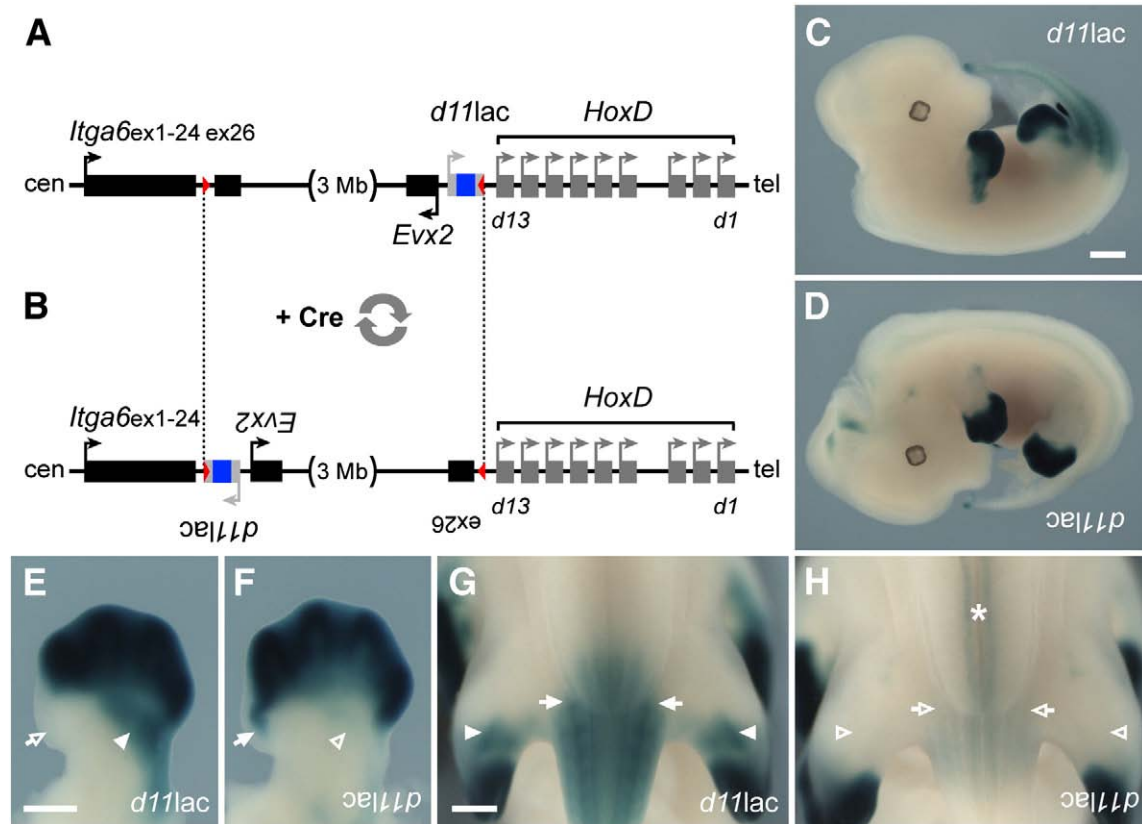 A
Itga6ex1-24 ex26
d11lac
HoxD
cen
(3 Mb)
tel
Evx2
d13
d1
B
+ Cre
Itga6ex1-24
Evx2
HoxD
cen
(3 Mb)
tel
d11lac
ex26
d13
d1
C
d11lac
D
d11lac
E
d11lac
F
d11lac
G
d11lac
H
*
d11lac